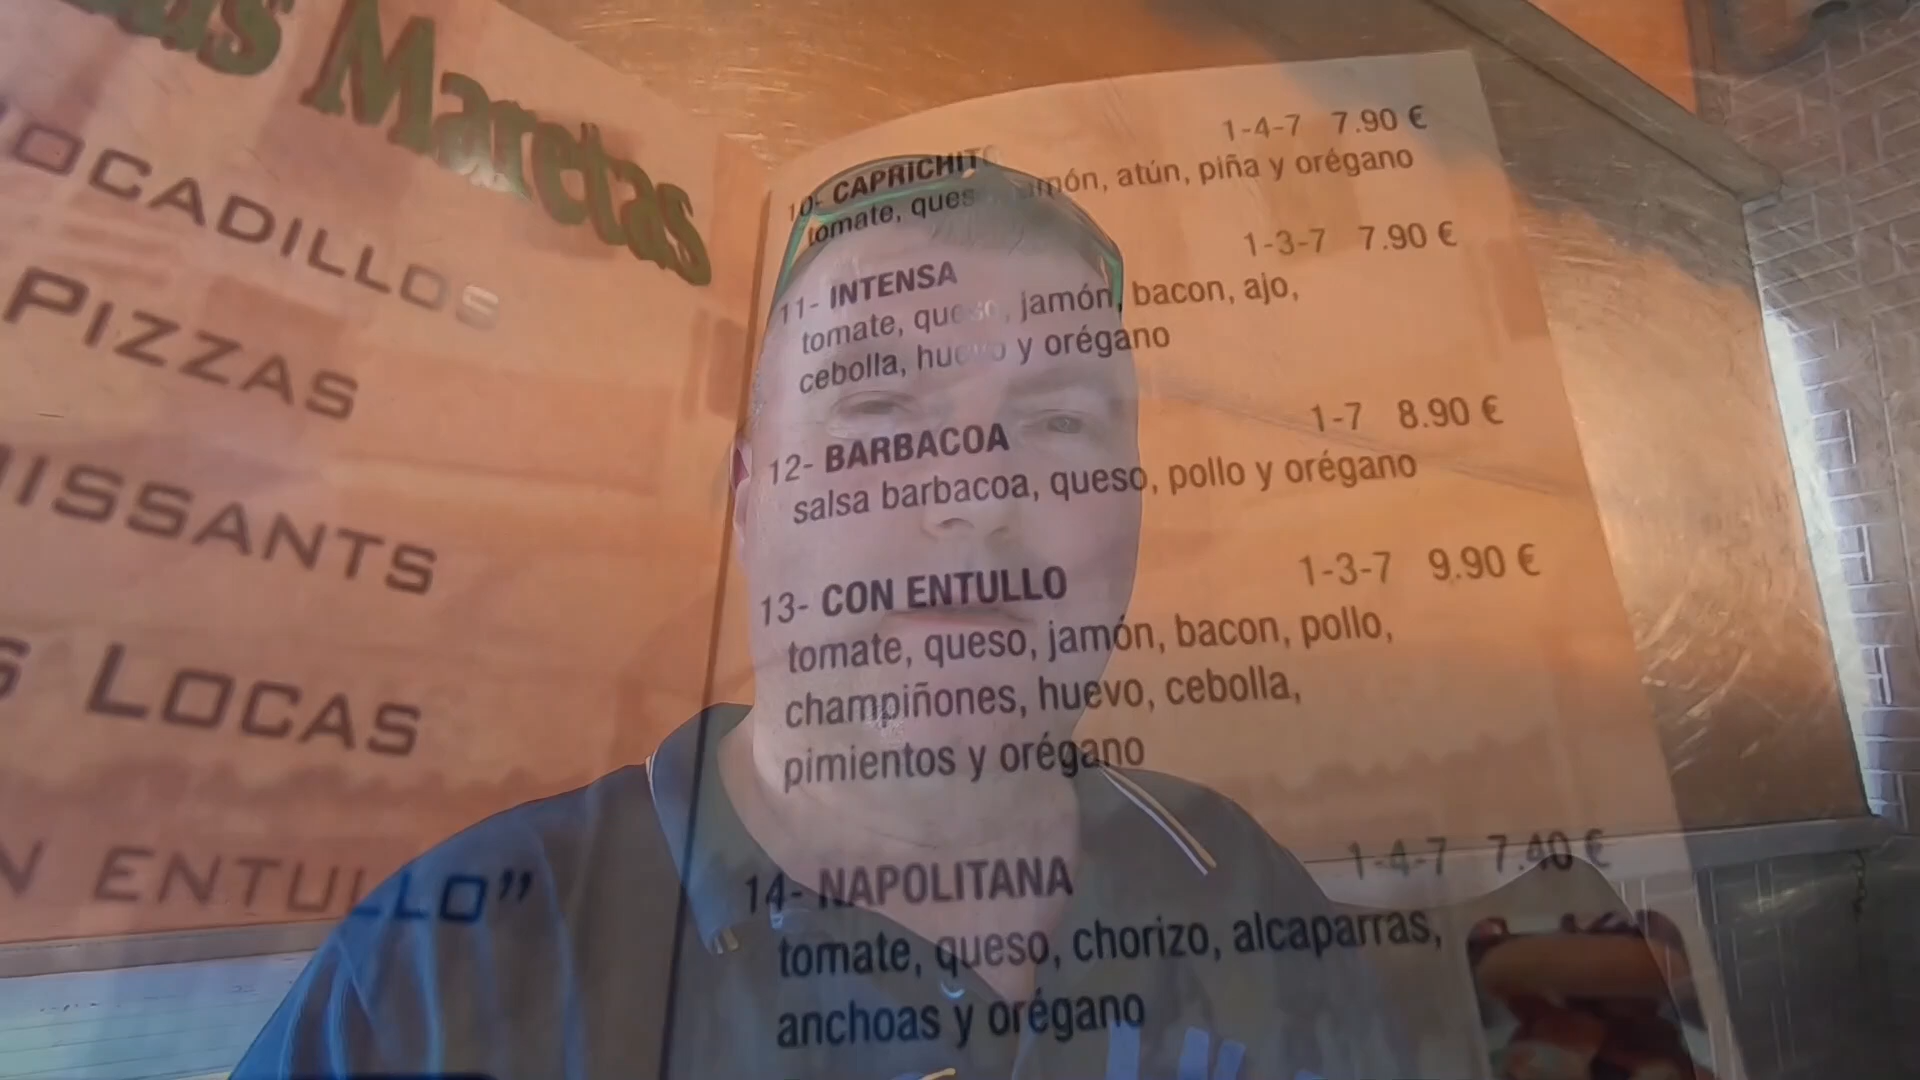 Maretas
PIZZAS
LOCAS
ENTULLO”
1-4-7 7.90 €
10- CAPRICHITO
tomate, queso, jamón, atún, piña y orégano
1-3-7 7.90 €
11- INTENSA
tomate, queso, jamón, bacon, ajo,
cebolla, huevo y orégano
1-7 8.90 €
12- BARBACOA
salsa barbacoa, queso, pollo y orégano
1-3-7 9.90 €
13- CON ENTULLO
tomate, queso, jamón, bacon, pollo,
champiñones, huevo, cebolla,
pimientos y orégano
1-4-7 7.40 €
14- NAPOLITANA
tomate, queso, chorizo, alcaparras,
anchoas y orégano